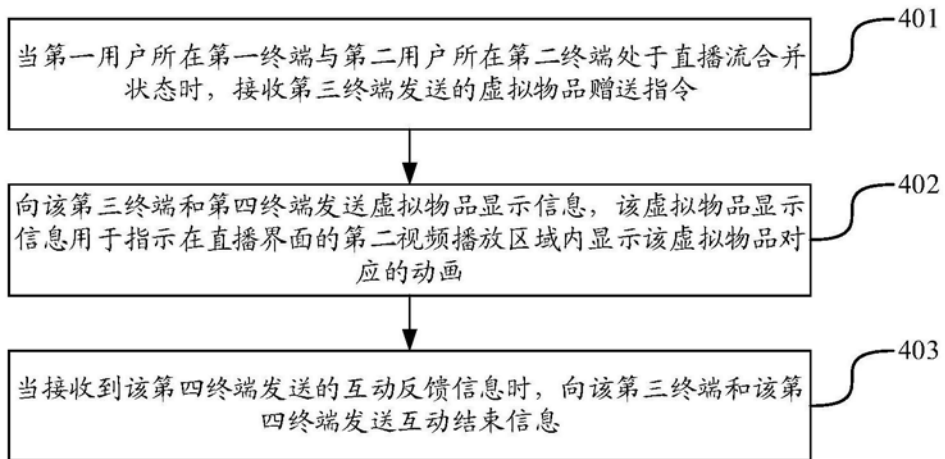 401
当第一用户所在第一终端与第二用户所在第二终端处于直播流合并
状态时，接收第三终端发送的虚拟物品赠送指令
402
向该第三终端和第四终端发送虚拟物品显示信息，该虚拟物品显示
信息用于指示在直播界面的第二视频播放区域内显示该虚拟物品对
应的动画
403
当接收到该第四终端发送的互动反馈信息时，向该第三终端和该第
四终端发送互动结束信息